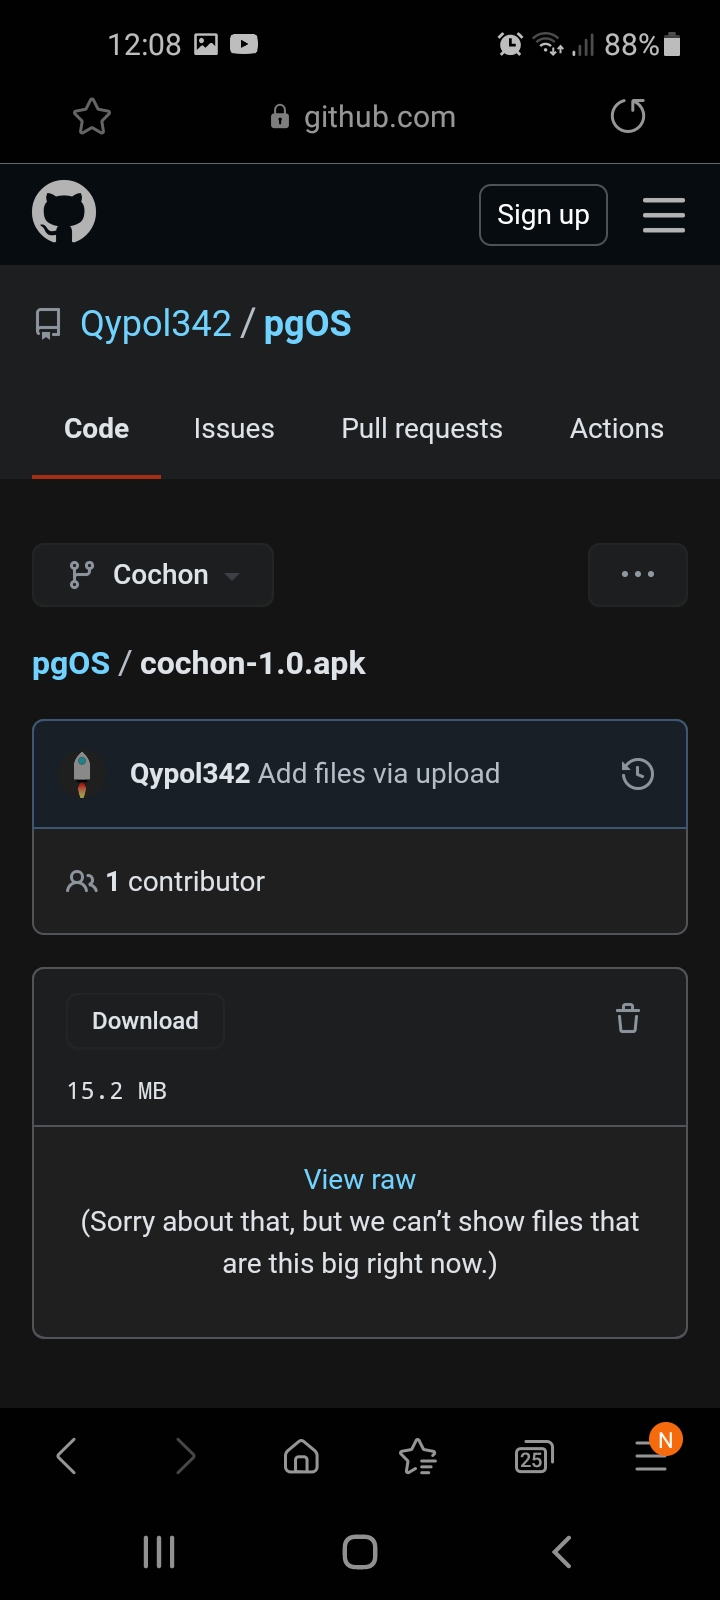 12:08
88%
github.com
Sign up
Qypol342 / pgOS
Code Issues Pull requests Actions
Cochon
pgOS / cochon-1.0.apk
Qypol342 Add files via upload
1 contributor
Download
15.2 MB
View raw
(Sorry about that, but we can’t show files that
are this big right now.)
25
N